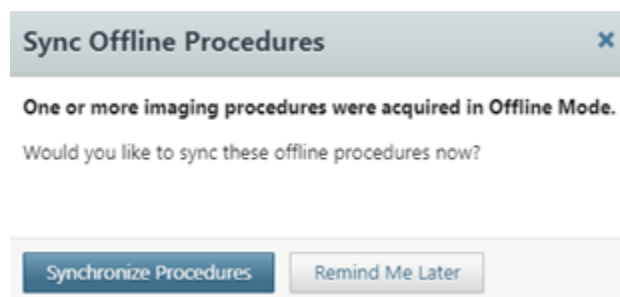 Sync Offline Procedures
One or more imaging procedures were acquired in Offline Mode.
Would you like to sync these offline procedures now?
Synchronize Procedures Remind Me Later